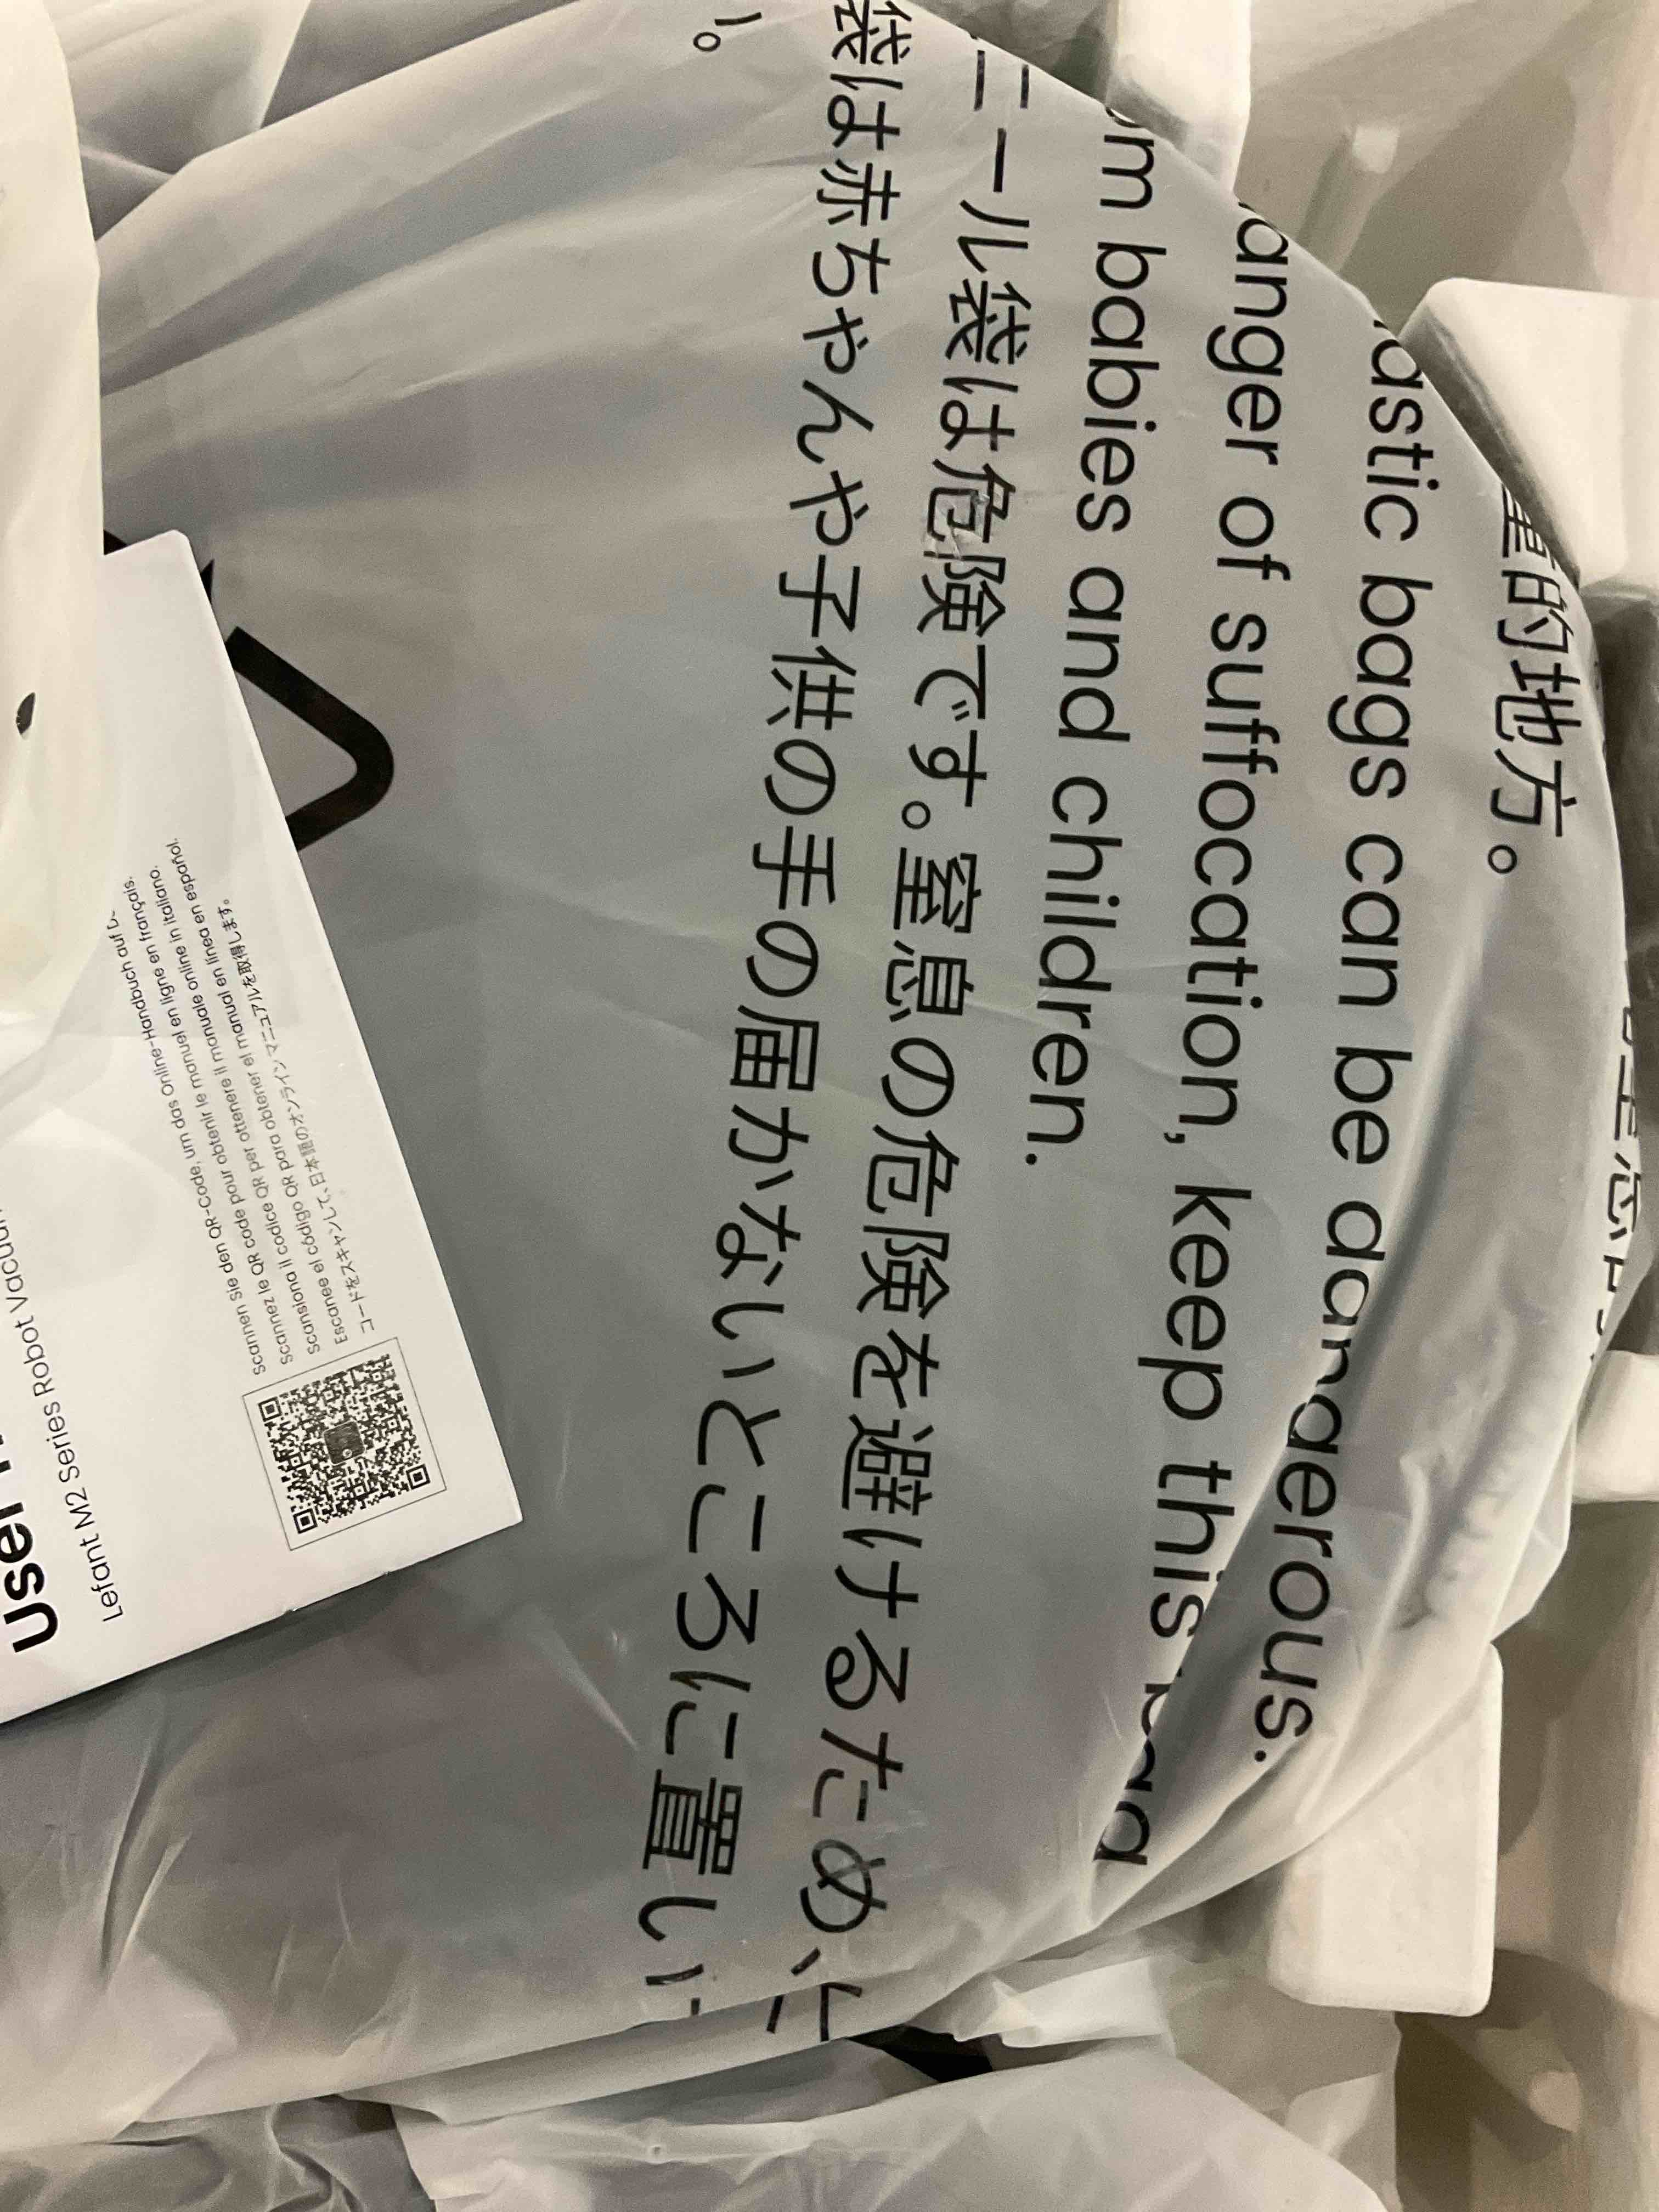 里的地方。
astic bags can be dangerous.
anger of suffocation, keep this bag
om babies and children.
ニール袋は危険です。窒息の危険を避けるため、ビ
袋は赤ちゃんや子供の手の届かないところに置い
い。
User
Lefant M2 Series Robot Vacuum
Scannen Sie den QR-Code, um das Online-Handbuch auf
Scannez le QR code pour obtenir le manuel en ligne en français.
Scansiona il codice QR per ottenere il manuale online in italiano.
Escanee el código QR para obtener el manual en línea en español.
コードをスキャンして、日本語のオンラインマニュアルを取得します。